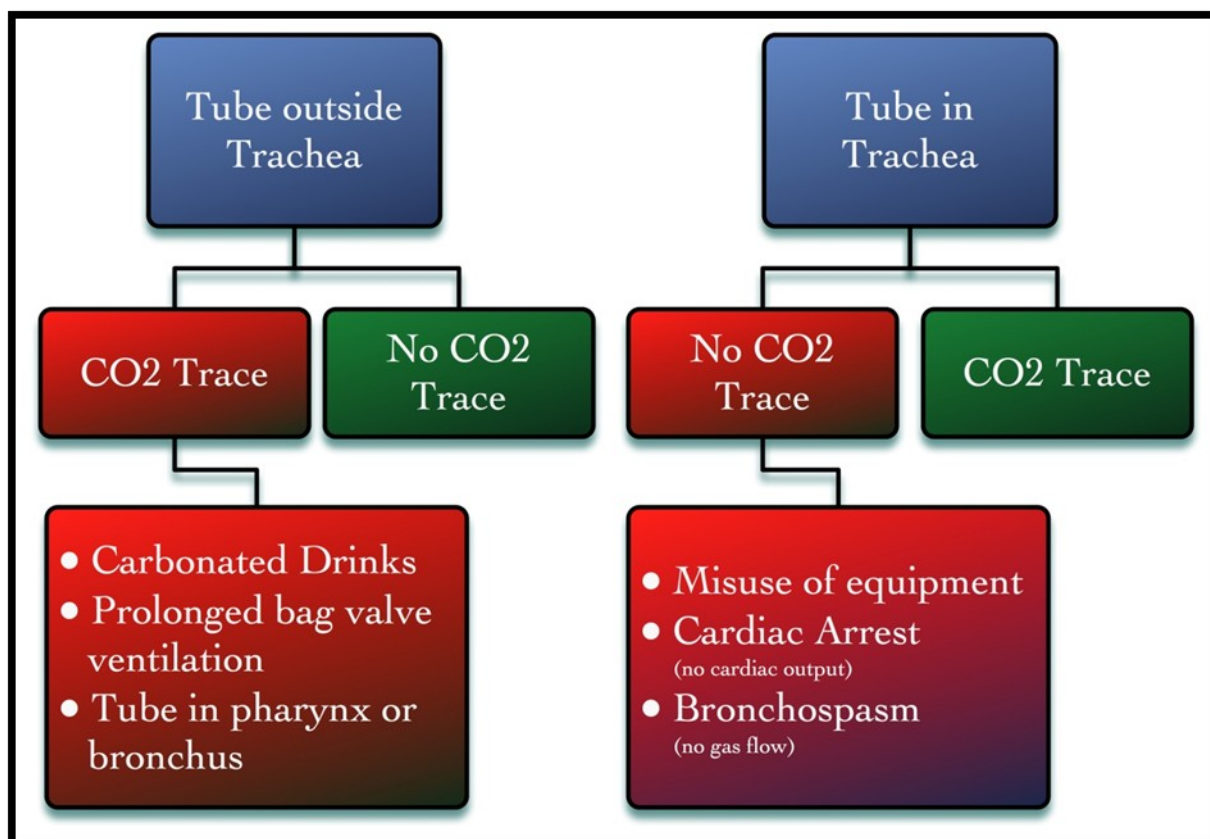 Tube outside
Trachea
Tube in
Trachea
CO2 Trace
No CO2
Trace
No CO2
Trace
CO2 Trace
• Carbonated Drinks
• Prolonged bag valve
ventilation
• Tube in pharynx or
bronchus
• Misuse of equipment
• Cardiac Arrest
(no cardiac output)
• Bronchospasm
(no gas flow)